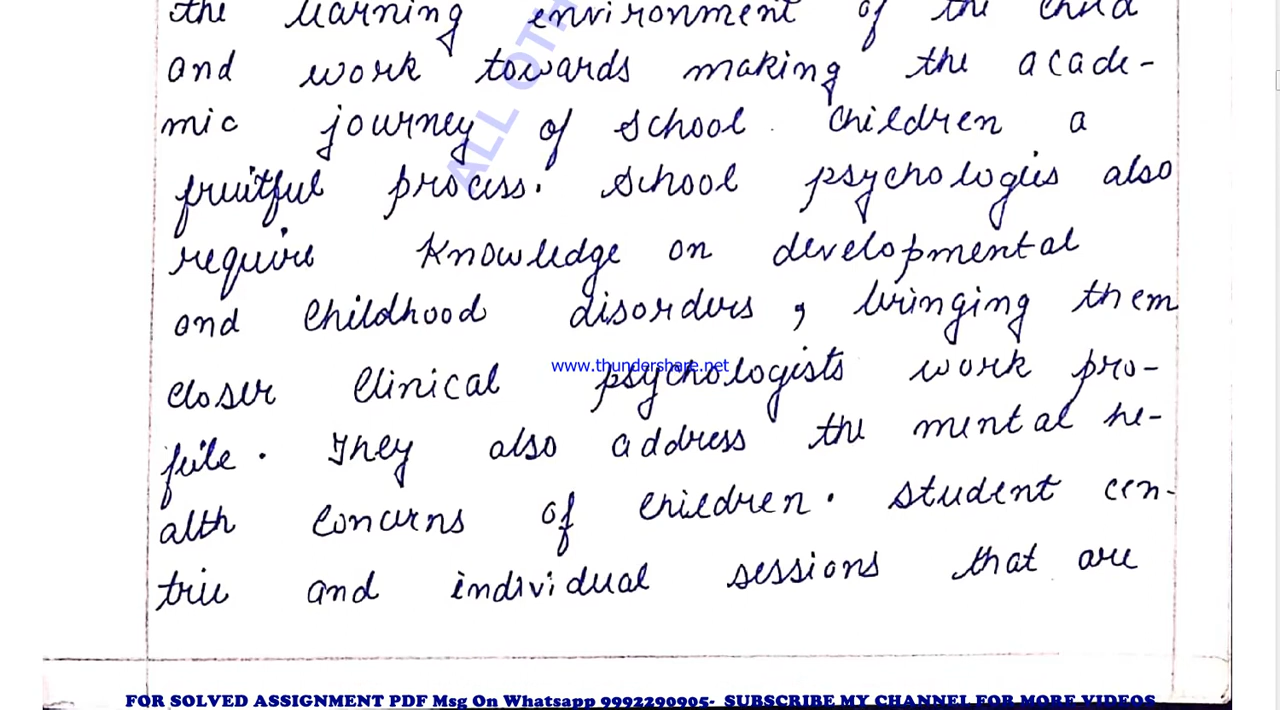 the learning environment of the child
and work towards making the acade-
mic journey of school children a
fruitful process. School psychologiss also
require knowledge on developmental
and childhood disorders, bringing them
closer clinical psychologists work pro-
file. They also address the mental he-
alth concerns of children. Student cen-
tric and individual sessions that are
ALL OTH
www.thundershare.net
FOR SOLVED ASSIGNMENT PDF Msg On Whatsapp 9992290905- SUBSCRIBE MY CHANNEL FOR MORE VIDEOS